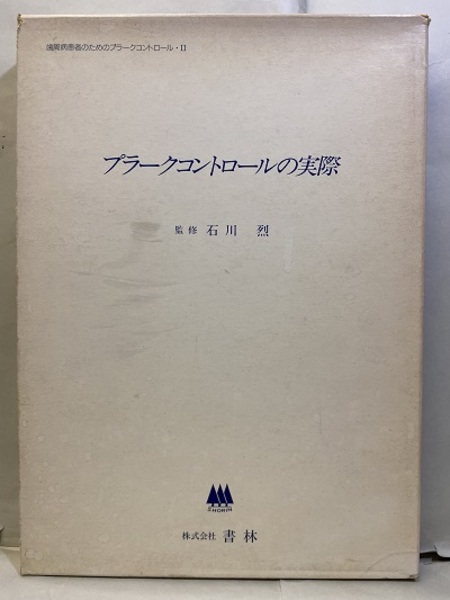 歯周病患者のためのプラークコントロール・II
プラークコントロールの実際
監修 石川 烈
SHORIN
株式会社 書林